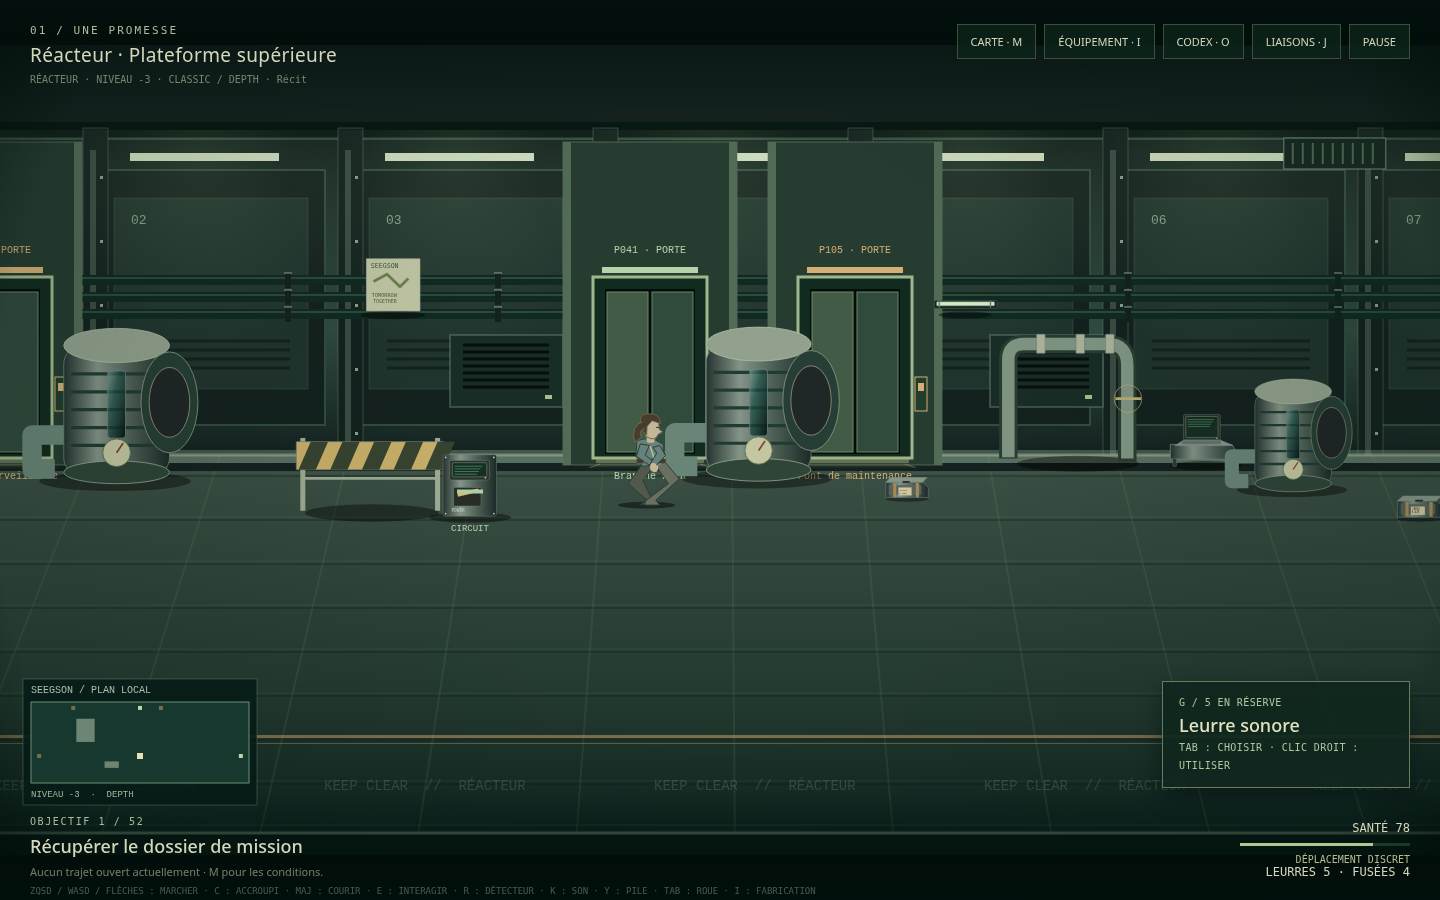 01 / UNE PROMESSE
Réacteur · Plateforme supérieure
RÉACTEUR · NIVEAU -3 · CLASSIC / DEPTH · Récit
CARTE · M
ÉQUIPEMENT · I
CODEX · O
LIAISONS · J
PAUSE
02
03
06
07
PORTE
P041 · PORTE
P105 · PORTE
SEEGSON
TOMORROW
TOGETHER
de maintenance
CIRCUIT
SEEGSON / PLAN LOCAL
NIVEAU -3 · DEPTH
G / 5 EN RÉSERVE
Leurre sonore
TAB : CHOISIR · CLIC DROIT :
UTILISER
KEEP CLEAR // RÉACTEUR
KEEP CLEAR // RÉACTEUR
KEEP CLEAR //
OBJECTIF 1 / 52
Récupérer le dossier de mission
Aucun trajet ouvert actuellement · M pour les conditions.
ZQSD / WASD / FLÈCHES : MARCHER · C : ACCROUPI · MAJ : COURIR · E : INTERAGIR · R : DÉTECTEUR · K : SON · Y : PILE · TAB : ROUE · I : FABRICATION
SANTÉ 78
DÉPLACEMENT DISCRET
LEURRES 5 · FUSÉES 4